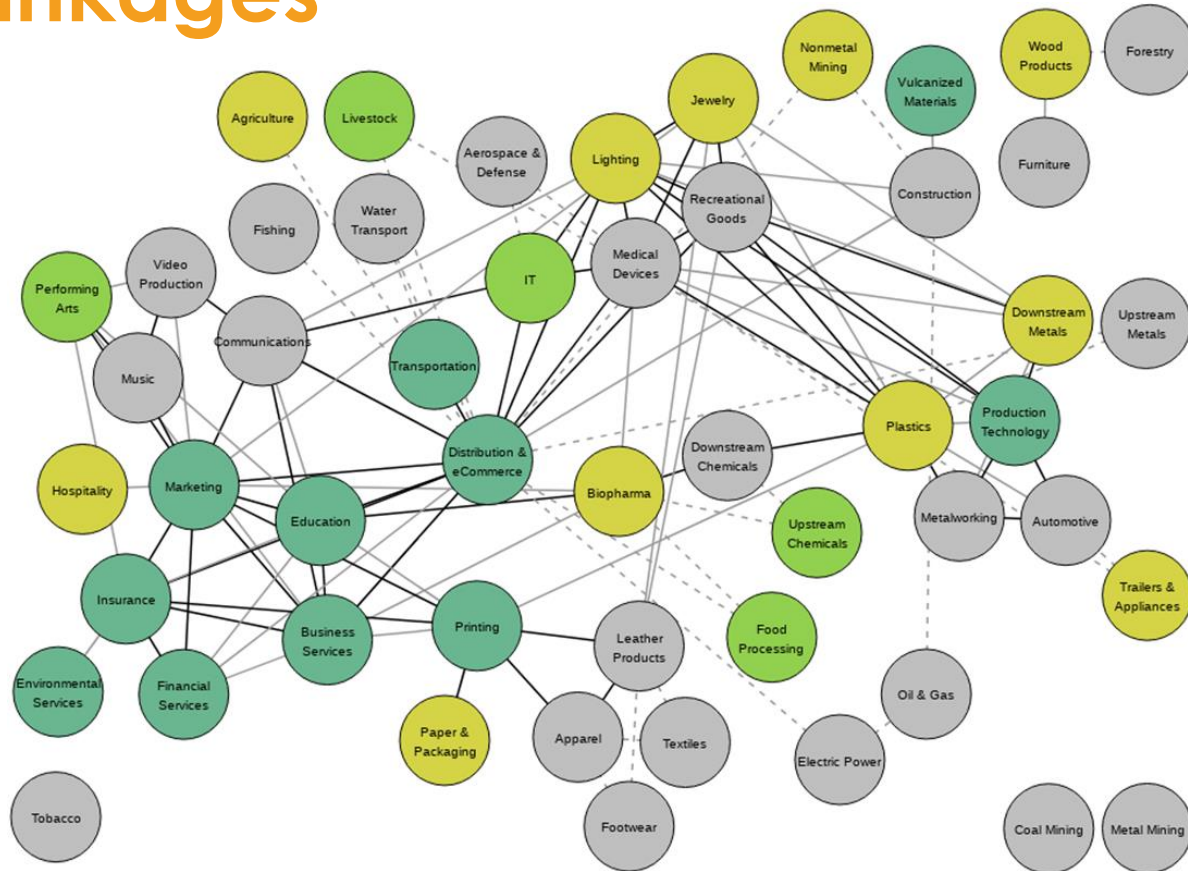 inkages
Nonmetal
Mining
Wood
Products
Forestry
Jewelry
Vulcanized
Materials
Agriculture
Livestock
Aerospace &
Defense
Lighting
Furniture
Construction
Recreational
Goods
Fishing
Water
Transport
Medical
Devices
Video
Production
Performing
Arts
IT
Downstream
Metals
Upstream
Metals
Communications
Transportation
Music
Plastics
Production
Technology
Distribution &
eCommerce
Downstream
Chemicals
Hospitality
Marketing
Education
Biopharma
Metalworking
Automotive
Upstream
Chemicals
Insurance
Trailers &
Appliances
Business
Services
Printing
Leather
Products
Food
Processing
Environmental
Services
Financial
Services
Oil & Gas
Paper &
Packaging
Apparel
Textiles
Electric Power
Tobacco
Footwear
Coal Mining
Metal Mining